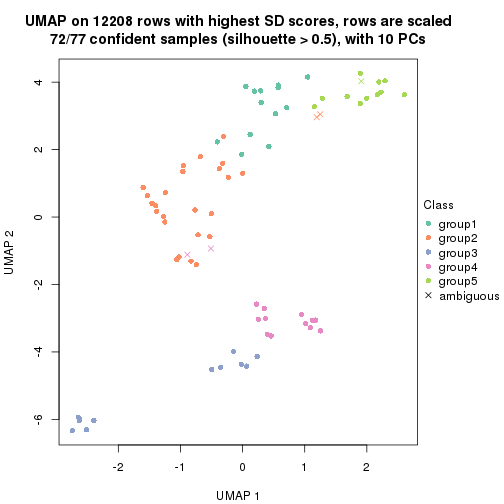 UMAP on 12208 rows with highest SD scores, rows are scaled
72/77 confident samples (silhouette > 0.5), with 10 PCs
4
2
0
-2
-4
-6
UMAP 2
-2
-1
0
1
2
UMAP 1
Class
group1
group2
group3
group4
group5
ambiguous